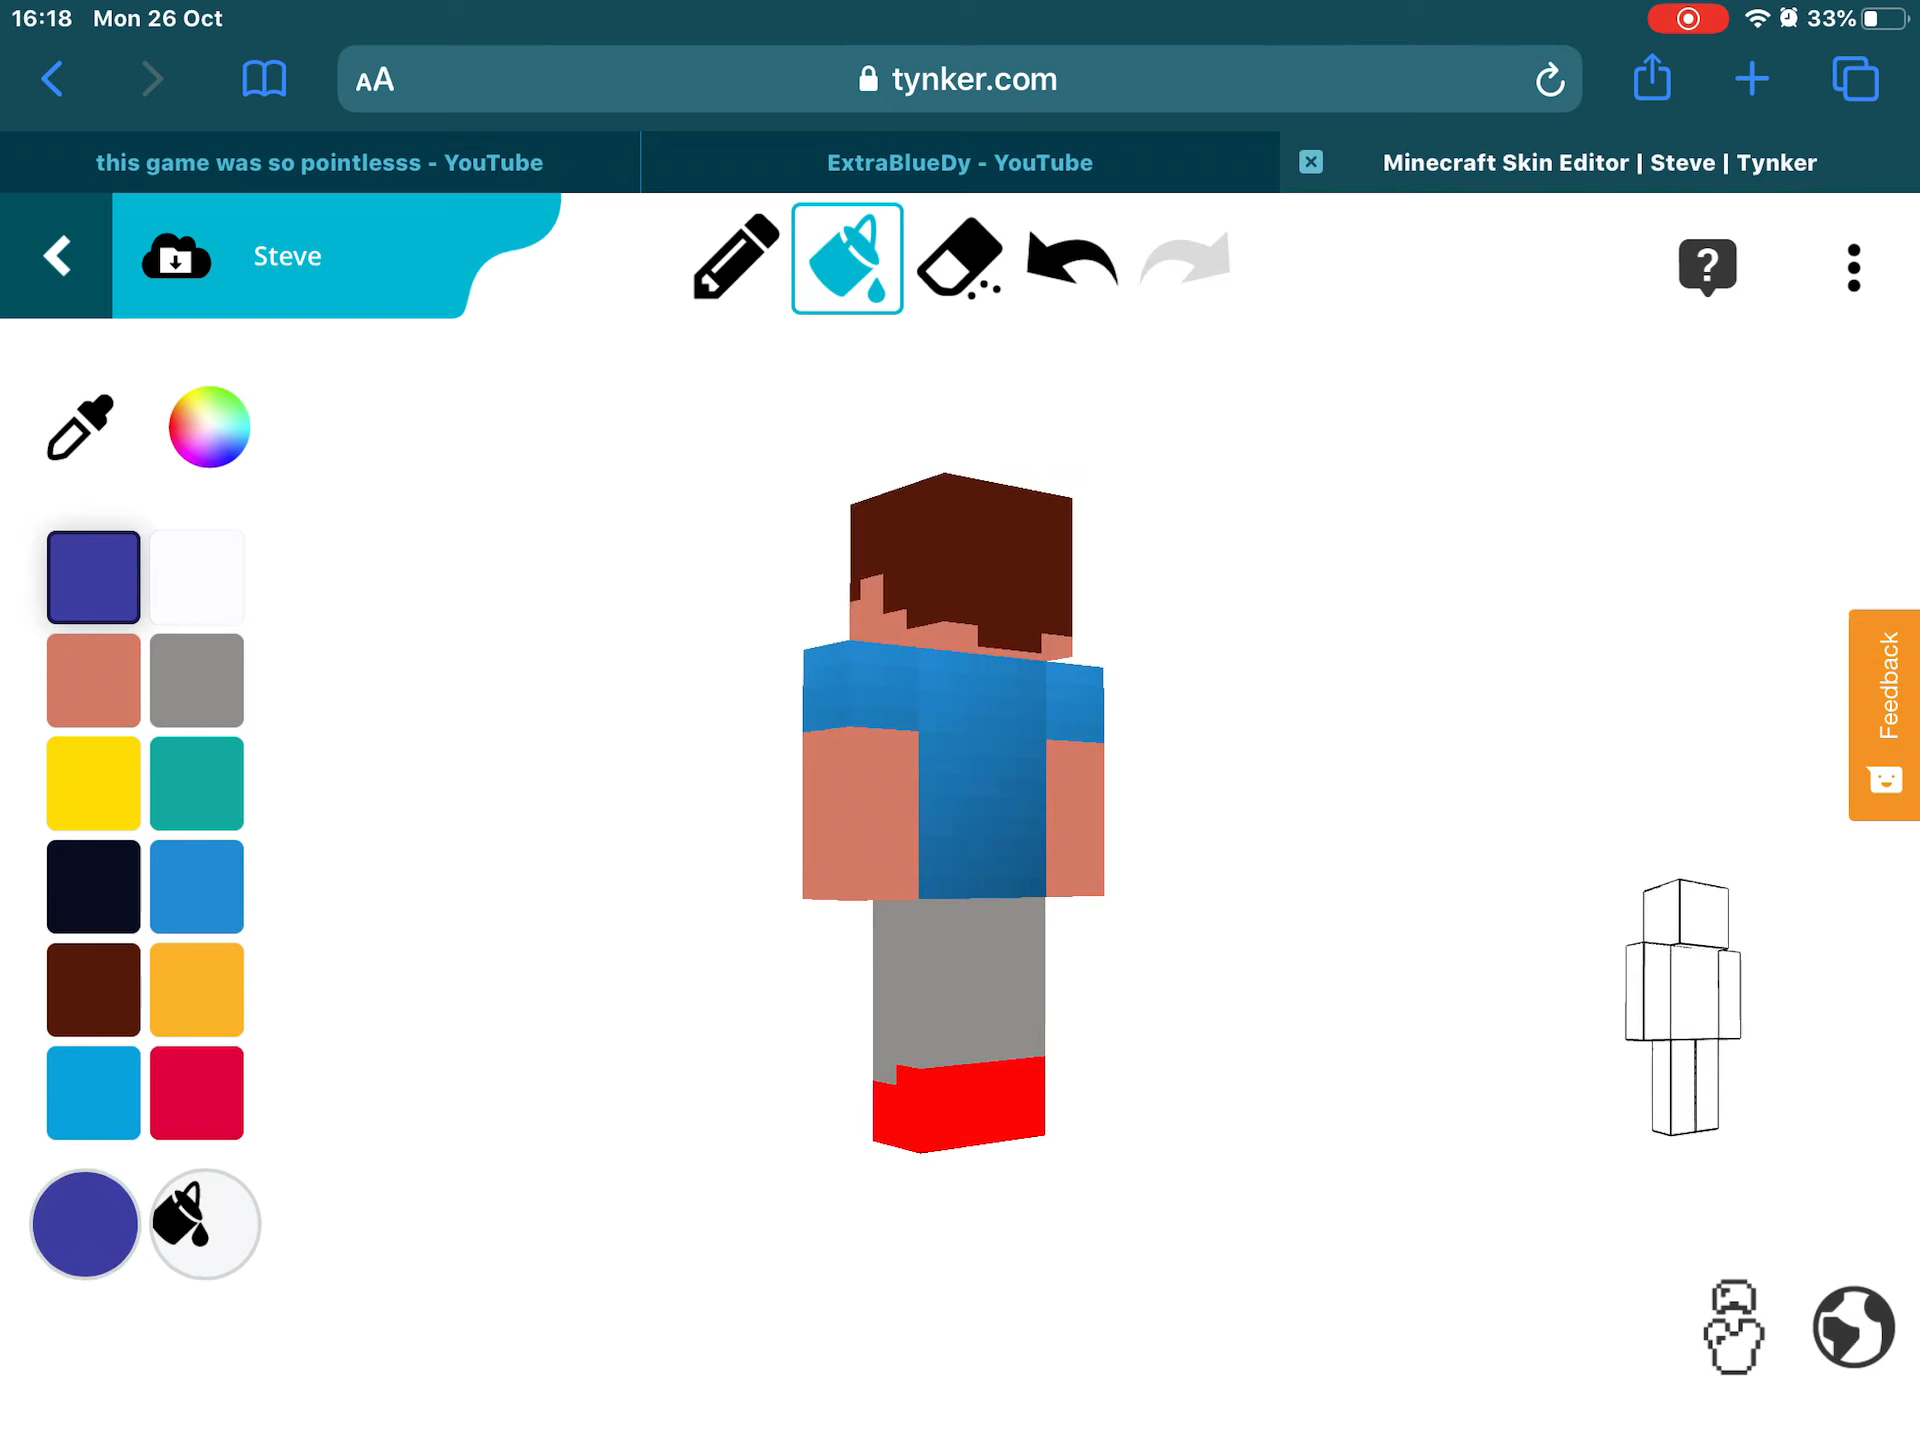 16:18 Mon 26 Oct
33%
AA
tynker.com
this game was so pointlesss - YouTube
ExtraBlueDy - YouTube
Minecraft Skin Editor | Steve | Tynker
Steve
?
Feedback